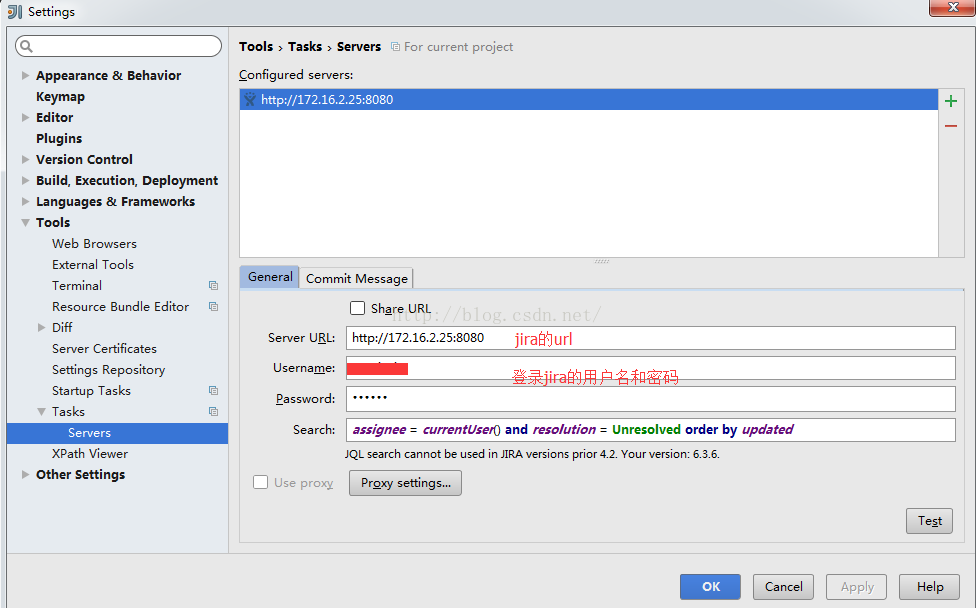 Settings
Tools › Tasks › Servers For current project
Configured servers:
http://172.16.2.25:8080
Appearance & Behavior
Keymap
Editor
Plugins
Version Control
Build, Execution, Deployment
Languages & Frameworks
Tools
Web Browsers
External Tools
Terminal
Resource Bundle Editor
Diff
Server Certificates
Settings Repository
Startup Tasks
Tasks
Servers
XPath Viewer
Other Settings
General Commit Message
Share URL
http://blog.csdn.net/
Server URL: http://172.16.2.25:8080 jira的url
Username:
登录jira的用户名和密码
Password: ••••••
Search: assignee = currentUser() and resolution = Unresolved order by updated
JQL search cannot be used in JIRA versions prior 4.2. Your version: 6.3.6.
Use proxy Proxy settings...
Test
OK Cancel Apply Help